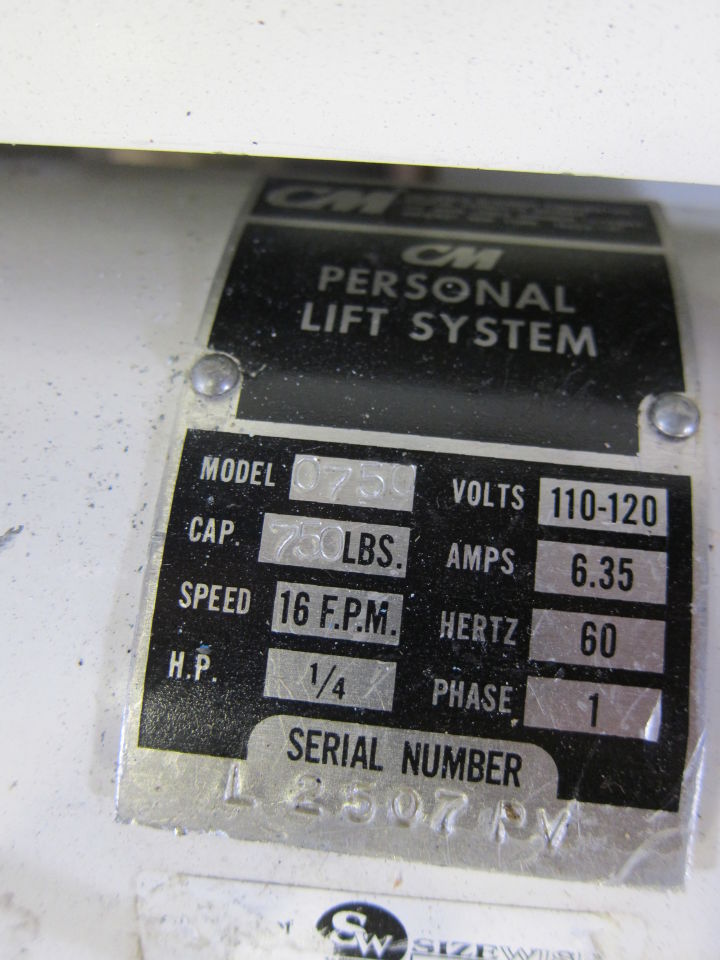 CM
CM
PERSONAL
LIFT SYSTEM
MODEL 0750 VOLTS 110-120
CAP. 750 LBS. AMPS 6.35
SPEED 16 F.P.M. HERTZ 60
H.P. 1/4 PHASE 1
SERIAL NUMBER
L 2507 PV
SW